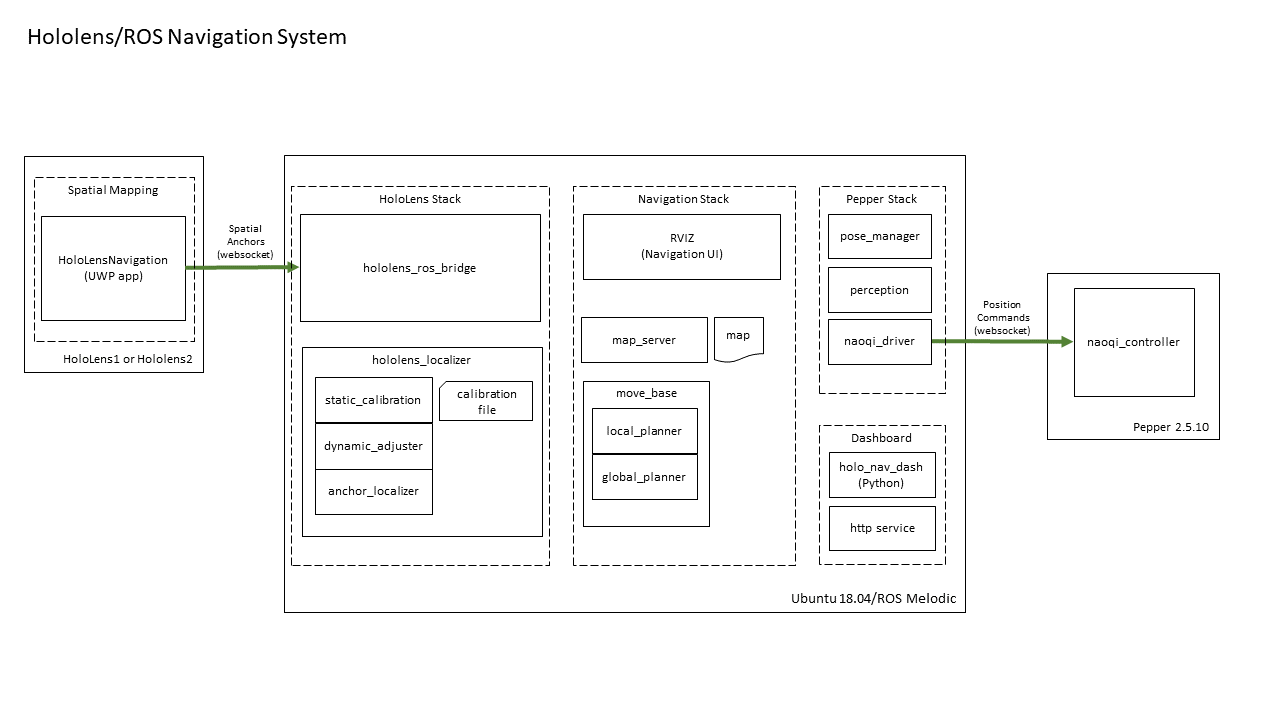 Hololens/ROS Navigation System
Spatial Mapping
HoloLensNavigation
(UWP app)
HoloLens1 or Hololens2
Spatial
Anchors
(websocket)
HoloLens Stack
hololens_ros_bridge
hololens_localizer
static_calibration
calibration
file
dynamic_adjuster
anchor_localizer
Navigation Stack
RVIZ
(Navigation UI)
map_server
map
move_base
local_planner
global_planner
Pepper Stack
pose_manager
perception
naoqi_driver
Dashboard
holo_nav_dash
(Python)
http service
Ubuntu 18.04/ROS Melodic
Position
Commands
(websocket)
naoqi_controller
Pepper 2.5.10